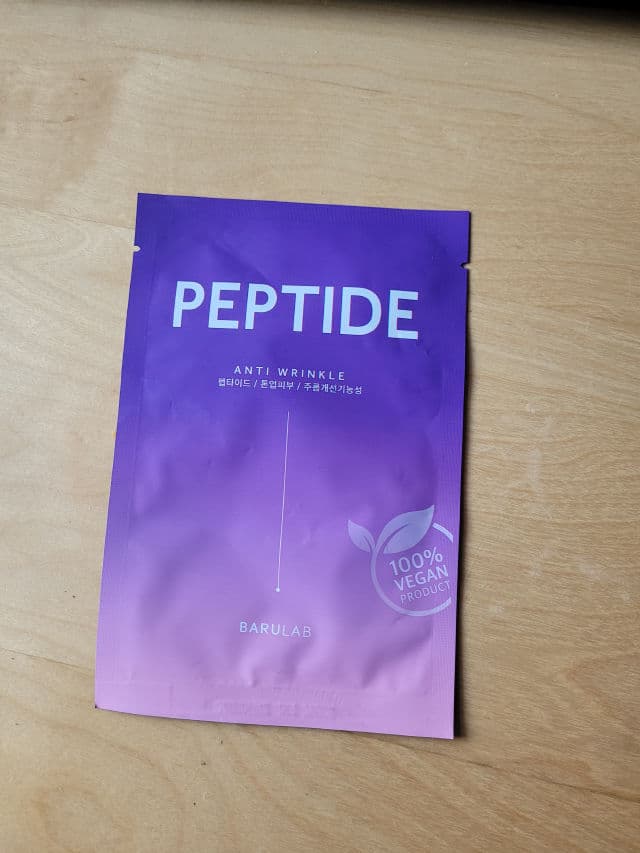 PEPTIDE
ANTI WRINKLE
펩타이드 / 톤업피부 / 주름개선기능성
100%
VEGAN
PRODUCT
BARULAB